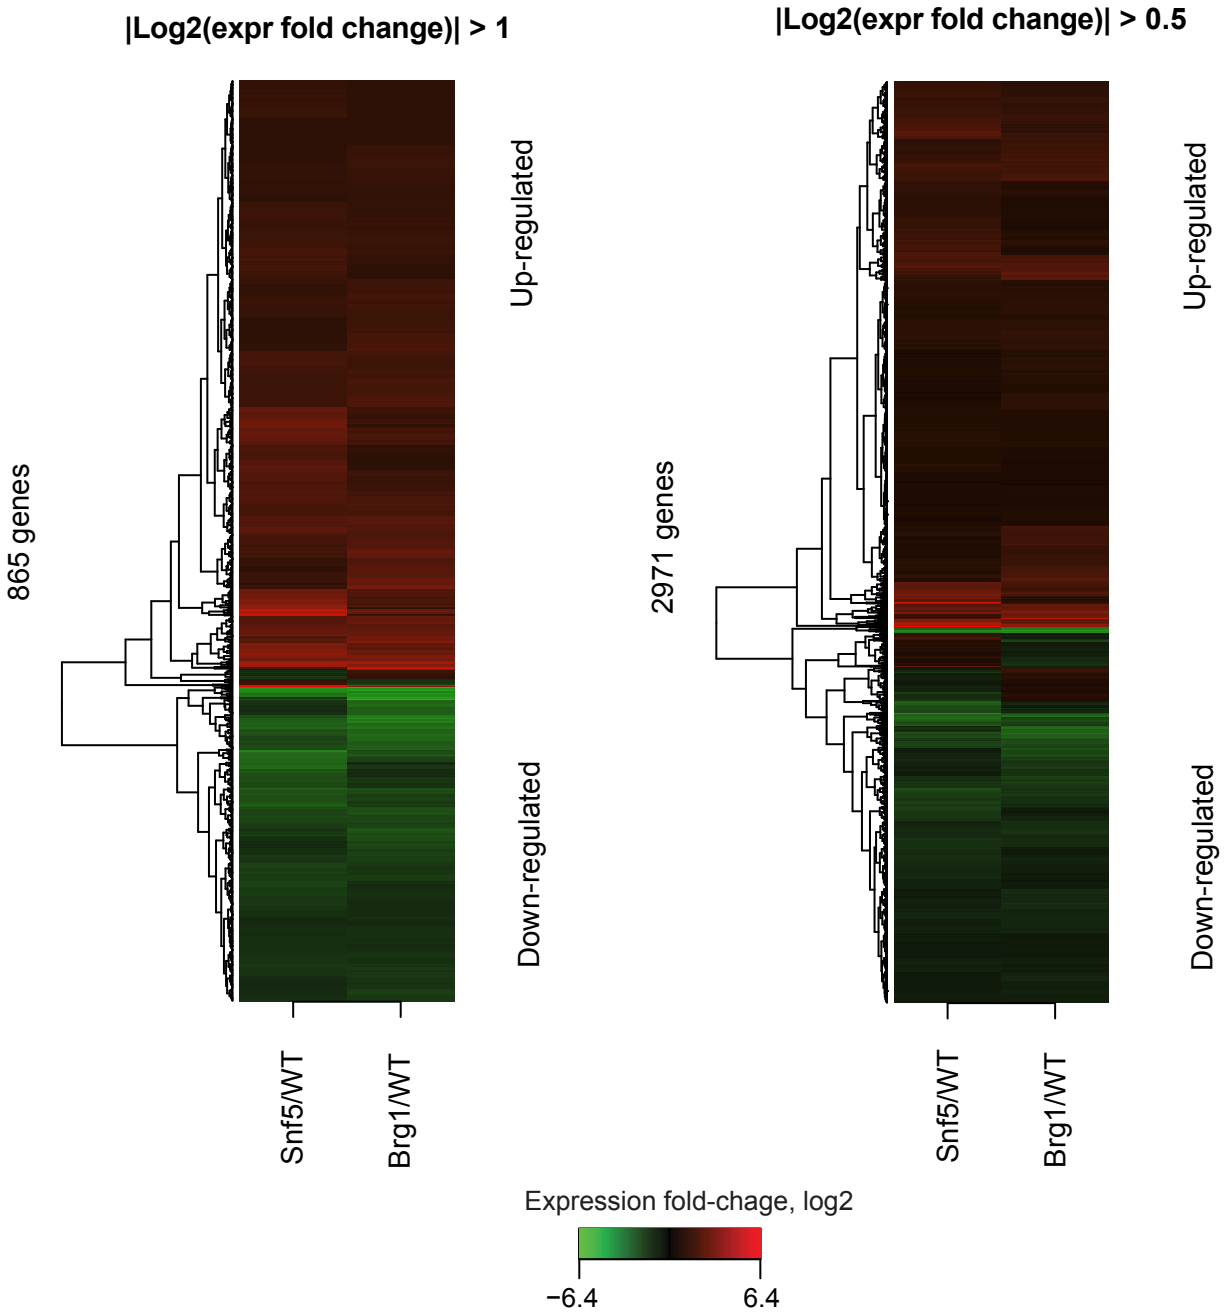 |Log2(expr fold change)| > 1
|Log2(expr fold change)| > 0.5
865 genes
Up-regulated
Down-regulated
2971 genes
Up-regulated
Down-regulated
Snf5/WT
Brg1/WT
Snf5/WT
Brg1/WT
Expression fold-chage, log2
−6.4
6.4